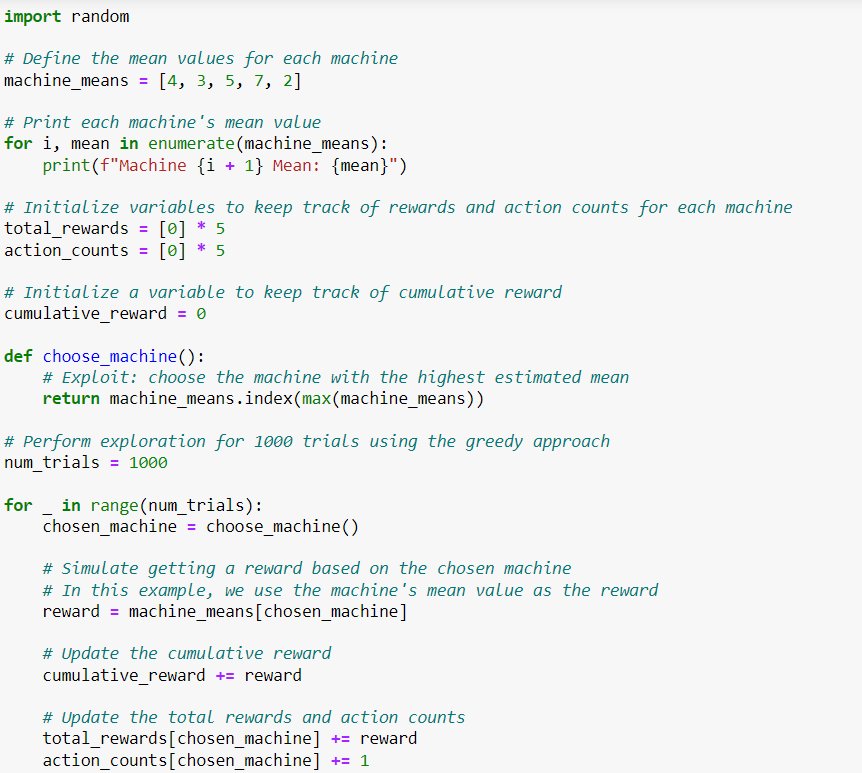 import random
# Define the mean values for each machine
machine_means = [4, 3, 5, 7, 2]
# Print each machine's mean value
for i, mean in enumerate(machine_means):
    print(f"Machine {i + 1} Mean: {mean}")
# Initialize variables to keep track of rewards and action counts for each machine
total_rewards = [0] * 5
action_counts = [0] * 5
# Initialize a variable to keep track of cumulative reward
cumulative_reward = 0
def choose_machine():
    # Exploit: choose the machine with the highest estimated mean
    return machine_means.index(max(machine_means))
# Perform exploration for 1000 trials using the greedy approach
num_trials = 1000
for _ in range(num_trials):
    chosen_machine = choose_machine()
    # Simulate getting a reward based on the chosen machine
    # In this example, we use the machine's mean value as the reward
    reward = machine_means[chosen_machine]
    # Update the cumulative reward
    cumulative_reward += reward
    # Update the total rewards and action counts
    total_rewards[chosen_machine] += reward
    action_counts[chosen_machine] += 1